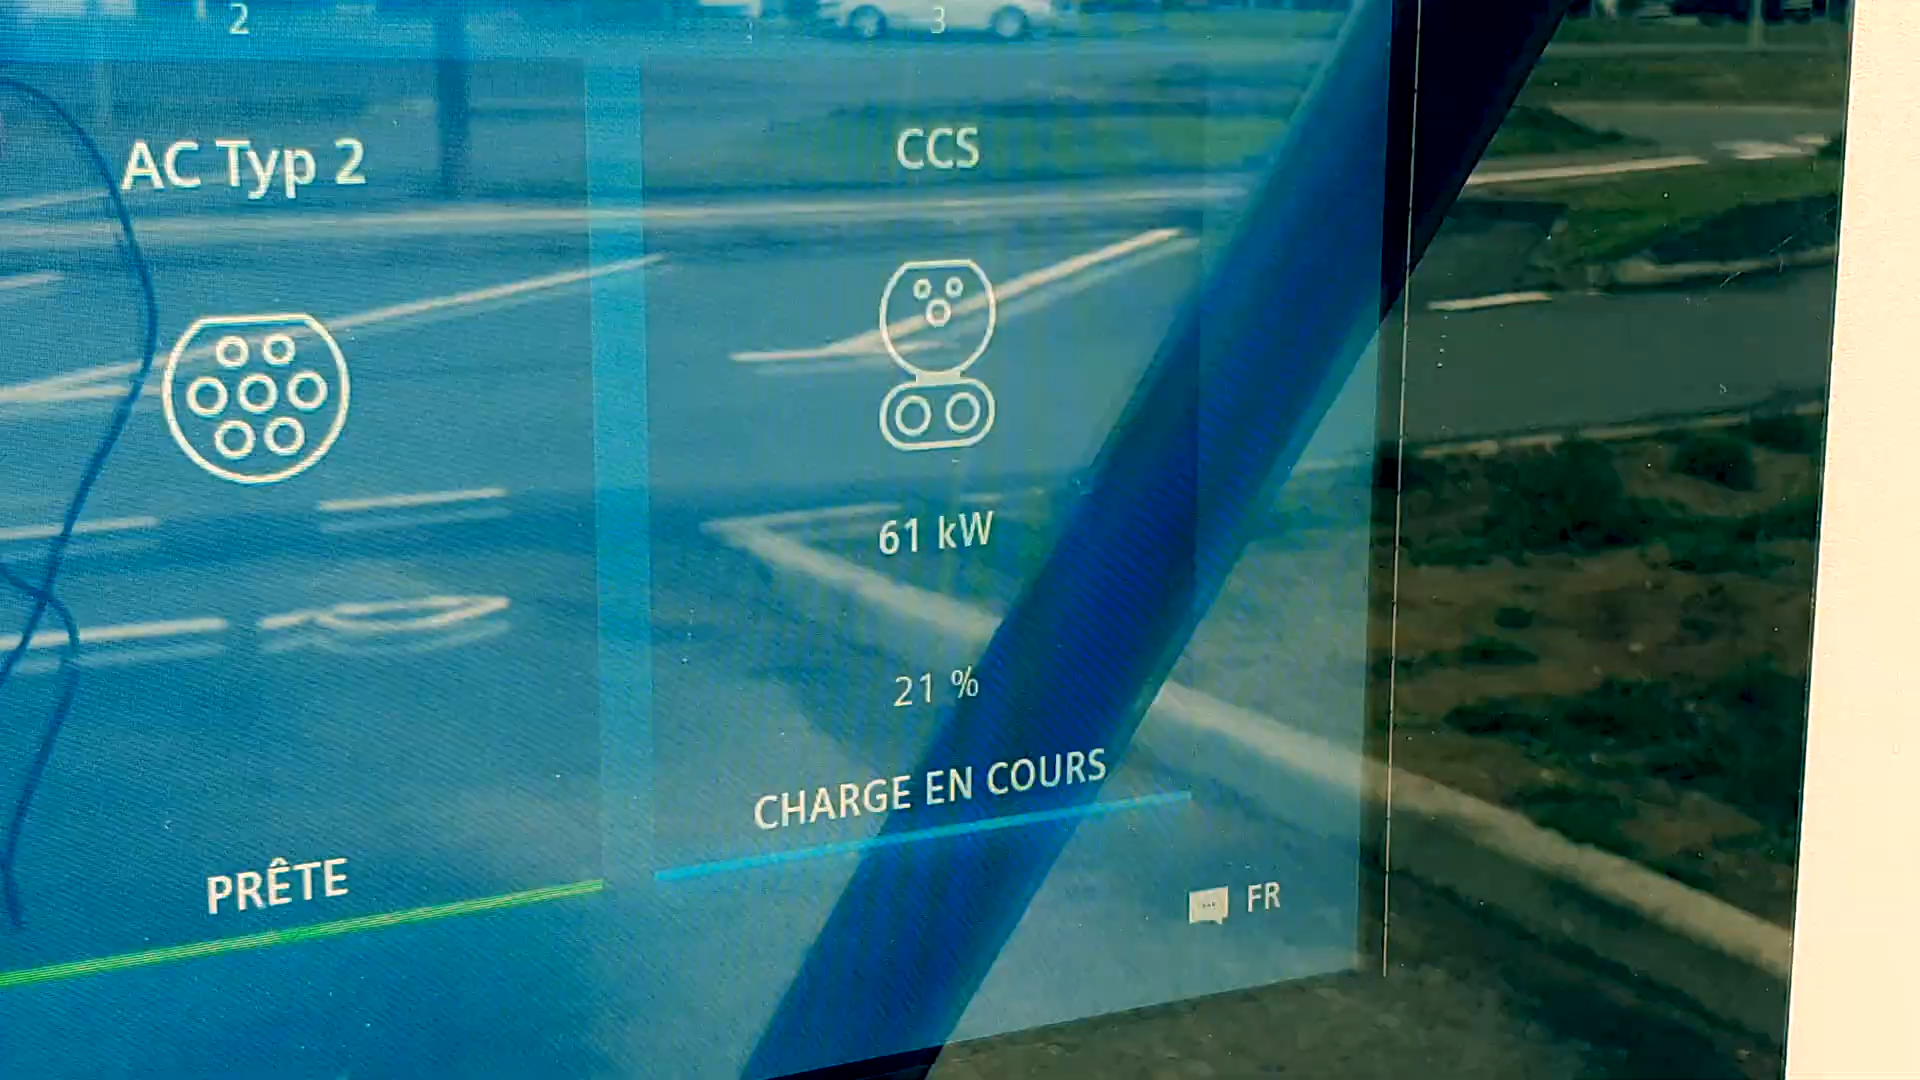 2
AC Typ 2
PRÊTE
3
CCS
61 kW
21 %
CHARGE EN COURS
FR